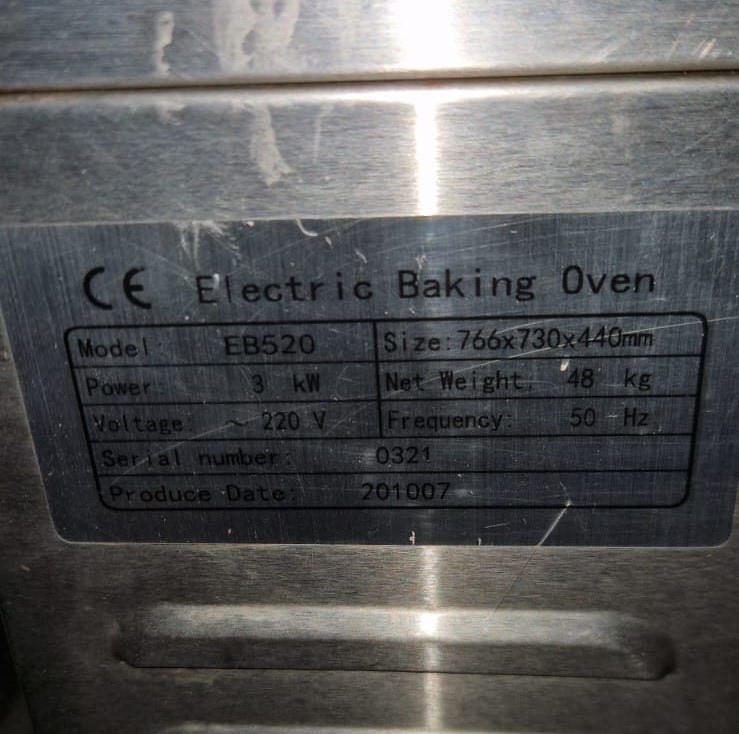 CE Electric Baking Oven
Model: EB520 Size:766x730x440mm
Power: 3 kW Net Weight: 48 kg
Voltage: ~ 220 V Frequency: 50 Hz
Serial number: 0321
Produce Date: 201007